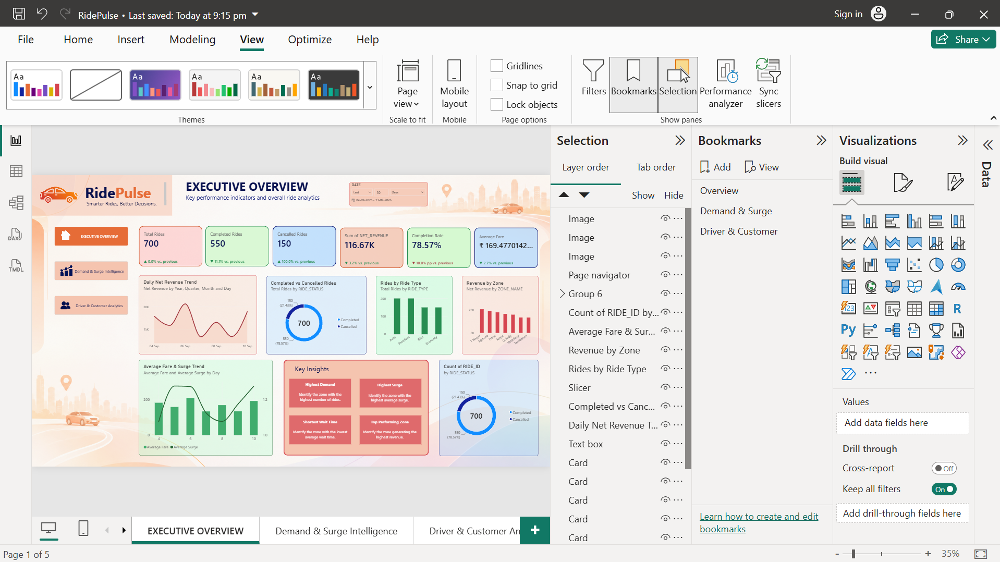 RidePulse • Last saved: Today at 9:15 pm
Sign in
File
Home
Insert
Modeling
View
Optimize
Help
Share
Aa
Aa
Aa
Aa
Aa
Themes
Page view
Scale to fit
Mobile layout
Mobile
Gridlines
Snap to grid
Lock objects
Page options
Filters
Bookmarks
Selection
Performance analyzer
Sync slicers
Show panes
DAX
TMDL
RidePulse
Smarter Rides, Better Decisions.
EXECUTIVE OVERVIEW
Key performance indicators and overall ride analytics
DATE
Last
10
Days
04-09-2026 - 13-09-2026
EXECUTIVE OVERVIEW
Demand & Surge Intelligence
Driver & Customer Analytics
Total Rides
700
▲ 0.0% vs. previous
Completed Rides
550
▼ 11.1% vs. previous
Cancelled Rides
150
▲ 100.0% vs. previous
Sum of NET_REVENUE
116.67K
▼ 3.2% vs. previous
Completion Rate
78.57%
▼ 10.0% pp vs. previous
Average Fare
₹ 169.4770142...
▼ 2.7% vs. previous
Daily Net Revenue Trend
Net Revenue by Year, Quarter, Month and Day
20K
15K
04 Sep
06 Sep
08 Sep
10 Sep
Completed vs Cancelled Rides
Total Rides by RIDE_STATUS
150
(21.43%)
700
550
(78.57%)
Completed
Cancelled
Rides by Ride Type
Total Rides by RIDE_TYPE
200
100
0
Auto
Premium
Bike
Economy
Revenue by Zone
Net Revenue by ZONE_NAME
20K
0K
T Nagar
Egmore
Porur
Adyar
Guindy
Velachery
Tambaram
Average Fare & Surge Trend
Average Fare and Average Surge by Day
200
0
1.2
1.0
4
6
8
10
Average Fare
Average Surge
Key Insights
Highest Demand
Identify the zone with the
highest number of rides.
Highest Surge
Identify the zone with the
highest average surge.
Shortest Wait Time
Identify the zone with the lowest
average wait time.
Top Performing Zone
Identify the zone generating the
highest revenue.
Count of RIDE_ID
by RIDE_STATUS
150
(21.43%)
700
550
(78.57%)
Completed
Cancelled
Selection
Layer order
Tab order
Show
Hide
Image
Image
Image
Page navigator
Group 6
Count of RIDE_ID by...
Average Fare & Sur...
Revenue by Zone
Rides by Ride Type
Slicer
Completed vs Canc...
Daily Net Revenue T...
Text box
Card
Card
Card
Card
Card
Bookmarks
Add
View
Overview
Demand & Surge
Driver & Customer
Learn how to create and edit
bookmarks
Visualizations
Build visual
123
R
Py
Values
Add data fields here
Drill through
Cross-report
Off
Keep all filters
On
Add drill-through fields here
Data
EXECUTIVE OVERVIEW
Demand & Surge Intelligence
Driver & Customer An
Page 1 of 5
35%